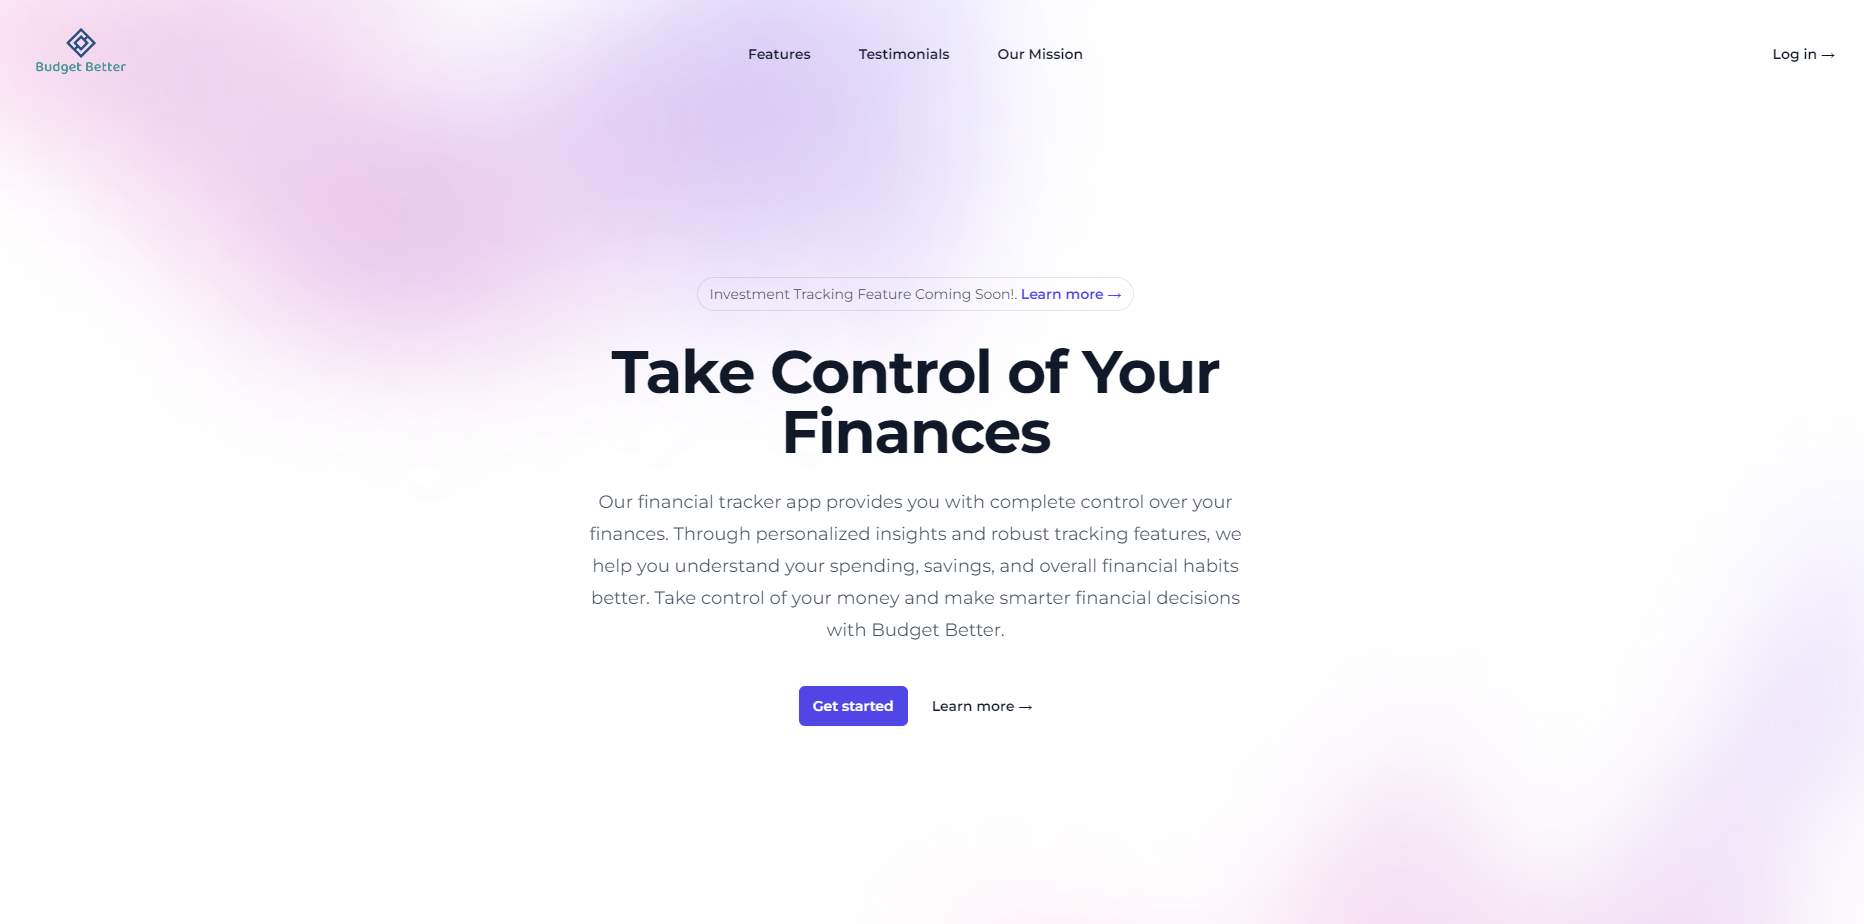 Budget Better
Features
Testimonials
Our Mission
Log in →
Investment Tracking Feature Coming Soon!. Learn more →
Take Control of Your
Finances
Our financial tracker app provides you with complete control over your
finances. Through personalized insights and robust tracking features, we
help you understand your spending, savings, and overall financial habits
better. Take control of your money and make smarter financial decisions
with Budget Better.
Get started
Learn more →